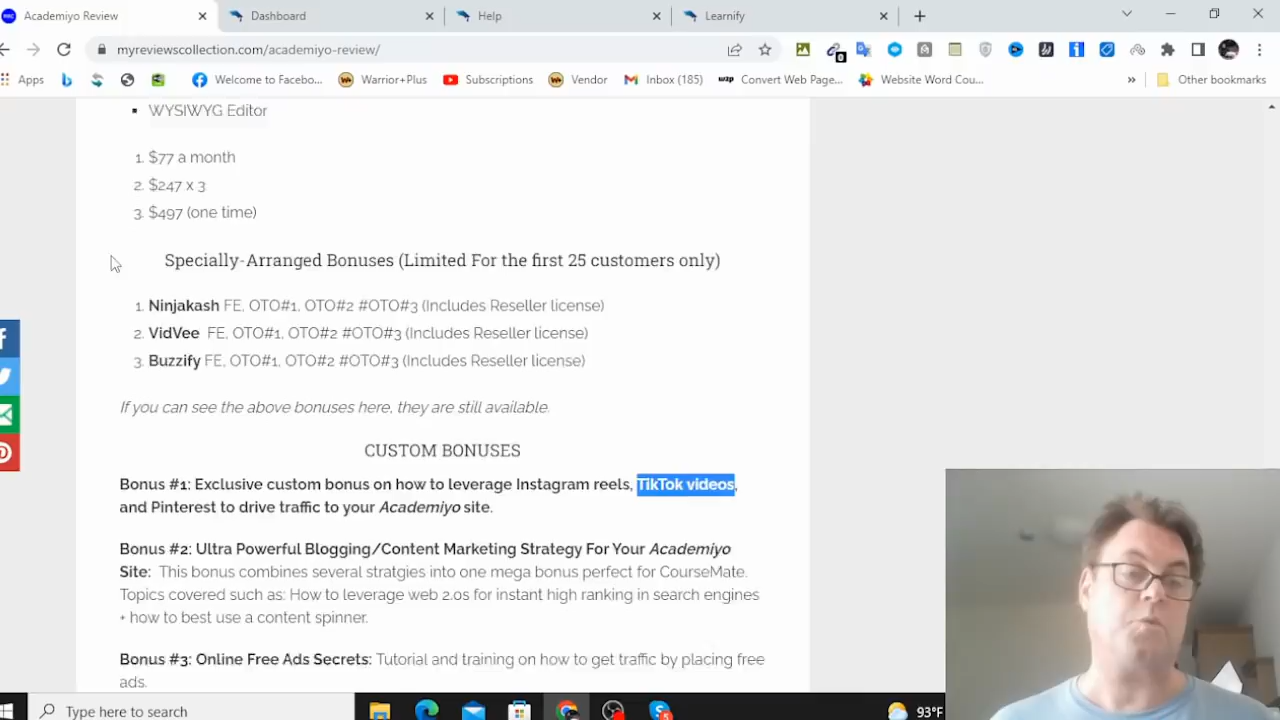 Academiyo Review
Dashboard
Help
Learnify
myreviewscollection.com/academiyo-review/
0
Apps
Welcome to Facebo...
Warrior+Plus
Subscriptions
Vendor
Inbox (185)
Convert Web Page...
Website Word Cou...
»
Other bookmarks
WYSIWYG Editor
1. $77 a month
2. $247 x 3
3. $497 (one time)
Specially-Arranged Bonuses (Limited For the first 25 customers only)
1. Ninjakash FE, OTO#1, OTO#2 #OTO#3 (Includes Reseller license)
2. VidVee FE, OTO#1, OTO#2 #OTO#3 (Includes Reseller license)
3. Buzzify FE, OTO#1, OTO#2 #OTO#3 (Includes Reseller license)
If you can see the above bonuses here, they are still available.
CUSTOM BONUSES
Bonus #1: Exclusive custom bonus on how to leverage Instagram reels, TikTok videos,
and Pinterest to drive traffic to your Academiyo site.
Bonus #2: Ultra Powerful Blogging/Content Marketing Strategy For Your Academiyo
Site: This bonus combines several stratgies into one mega bonus perfect for CourseMate.
Topics covered such as: How to leverage web 2.0s for instant high ranking in search engines
+ how to best use a content spinner.
Bonus #3: Online Free Ads Secrets: Tutorial and training on how to get traffic by placing free
ads.
Type here to search
93°F